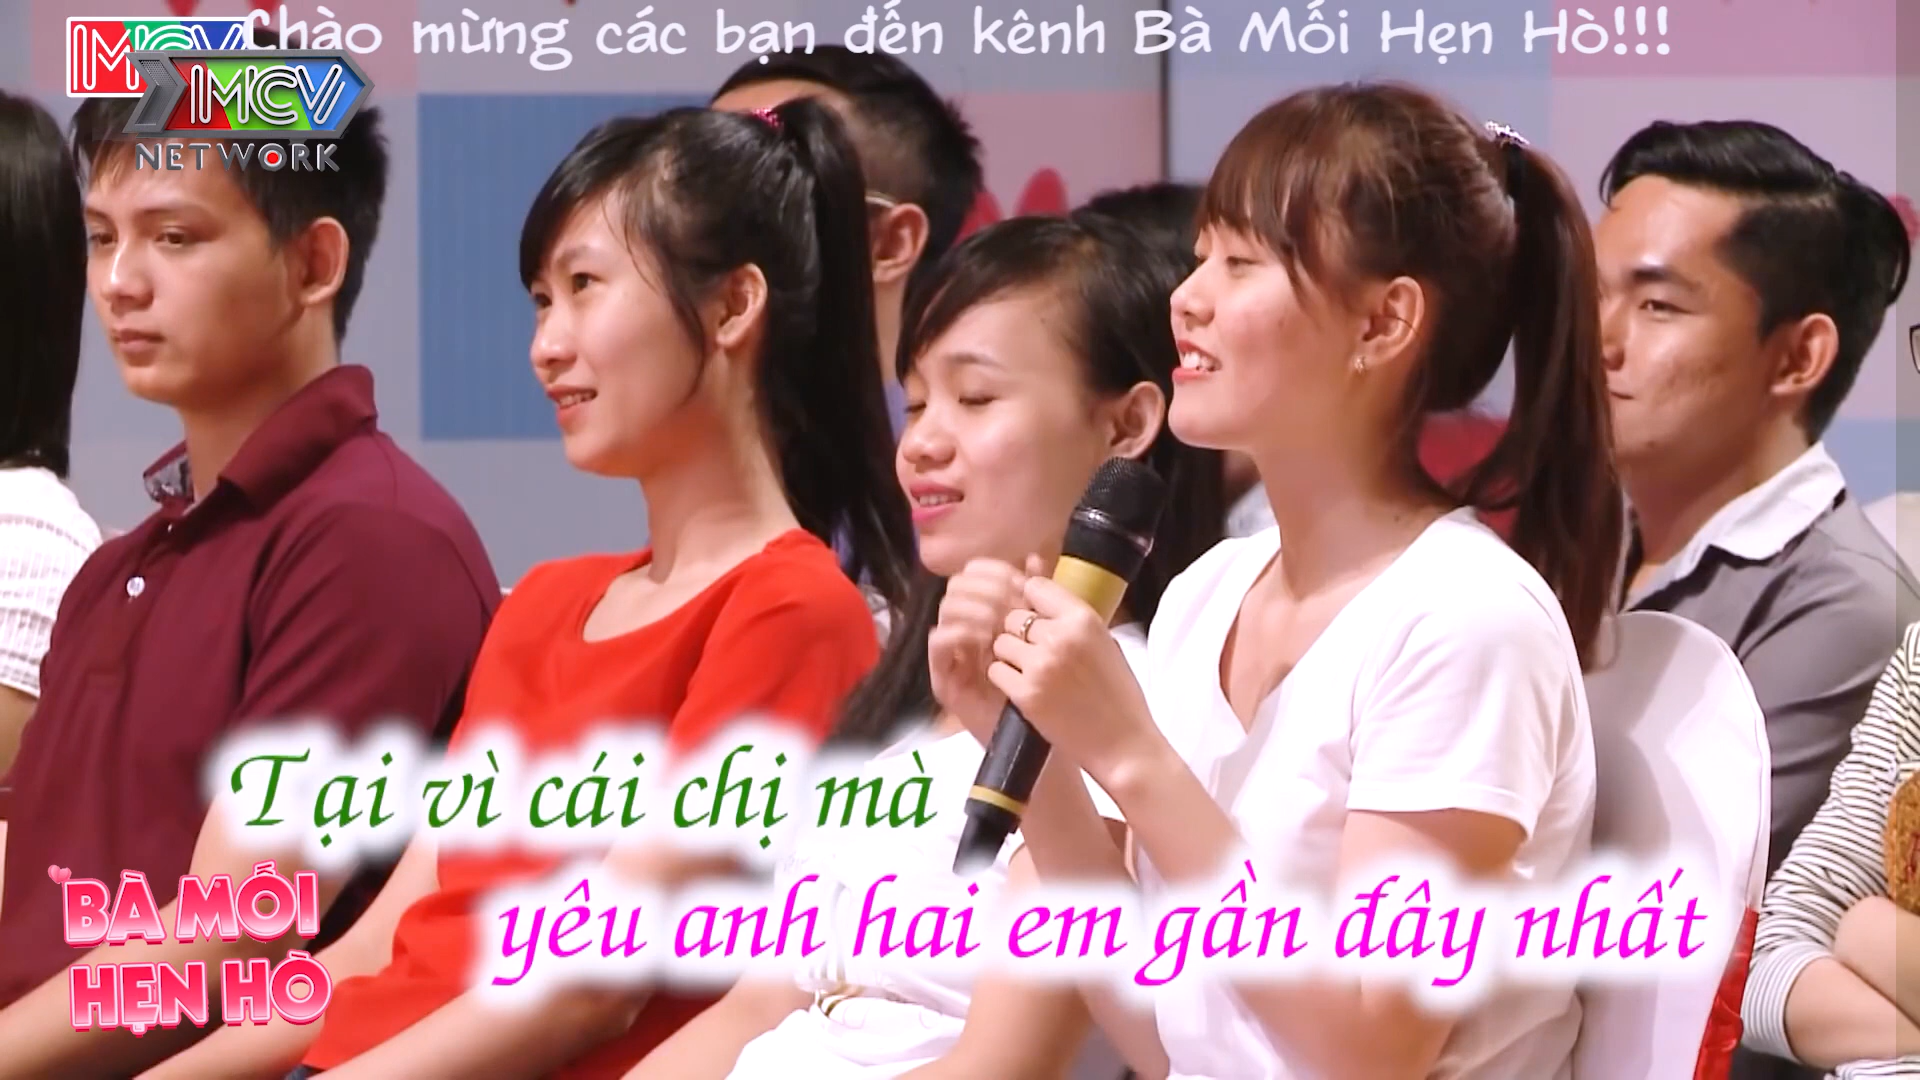 Chào mừng các bạn đến kênh Bà Mối Hẹn Hò!!!
MCV
MCV
NETWORK
Tại vì cái chị mà
yêu anh hai em gần đây nhất
BÀ MỐI
HẸN HÒ